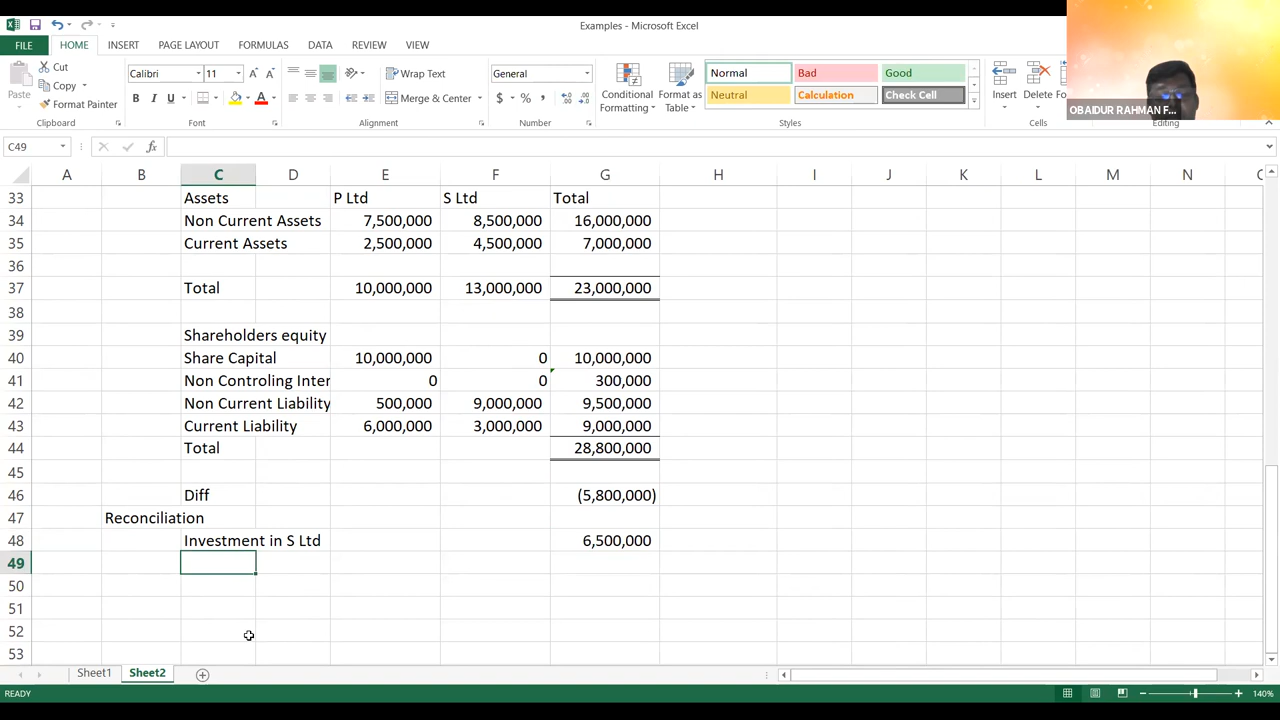 Examples - Microsoft Excel
FILE HOME INSERT PAGE LAYOUT FORMULAS DATA REVIEW VIEW
Paste Cut Copy Format Painter
Calibri 11 B I U A A A
Wrap Text Merge & Center
General $ % ,
Conditional Formatting Format as Table
Normal Bad Good
Neutral Calculation Check Cell
Insert Delete Fo
OBAIDUR RAHMAN F...
Clipboard Font Alignment Number Styles Cells Editing
C49 fx
A B C D E F G H I J K L M N
33 Assets P Ltd S Ltd Total
34 Non Current Assets 7,500,000 8,500,000 16,000,000
35 Current Assets 2,500,000 4,500,000 7,000,000
36
37 Total 10,000,000 13,000,000 23,000,000
38
39 Shareholders equity
40 Share Capital 10,000,000 0 10,000,000
41 Non Controling Inter 0 0 300,000
42 Non Current Liability 500,000 9,000,000 9,500,000
43 Current Liability 6,000,000 3,000,000 9,000,000
44 Total 28,800,000
45
46 Diff (5,800,000)
47 Reconciliation
48 Investment in S Ltd 6,500,000
49
50
51
52
53
Sheet1 Sheet2
READY 140%